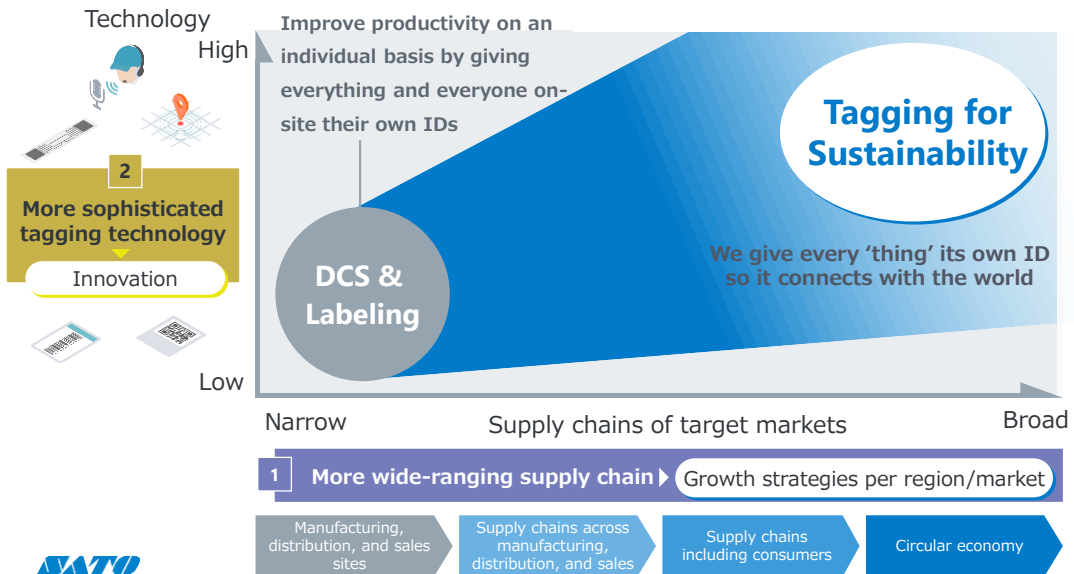 Technology
High
Improve productivity on an
individual basis by giving
everything and everyone on-
site their own IDs
Tagging for
Sustainability
2
More sophisticated
tagging technology
Innovation
DCS &
Labeling
We give every ‘thing’ its own ID
so it connects with the world
Low
Narrow
Supply chains of target markets
Broad
1
More wide-ranging supply chain
Growth strategies per region/market
Manufacturing,
distribution, and sales
sites
Supply chains across
manufacturing,
distribution, and sales
Supply chains
including consumers
Circular economy
SATO